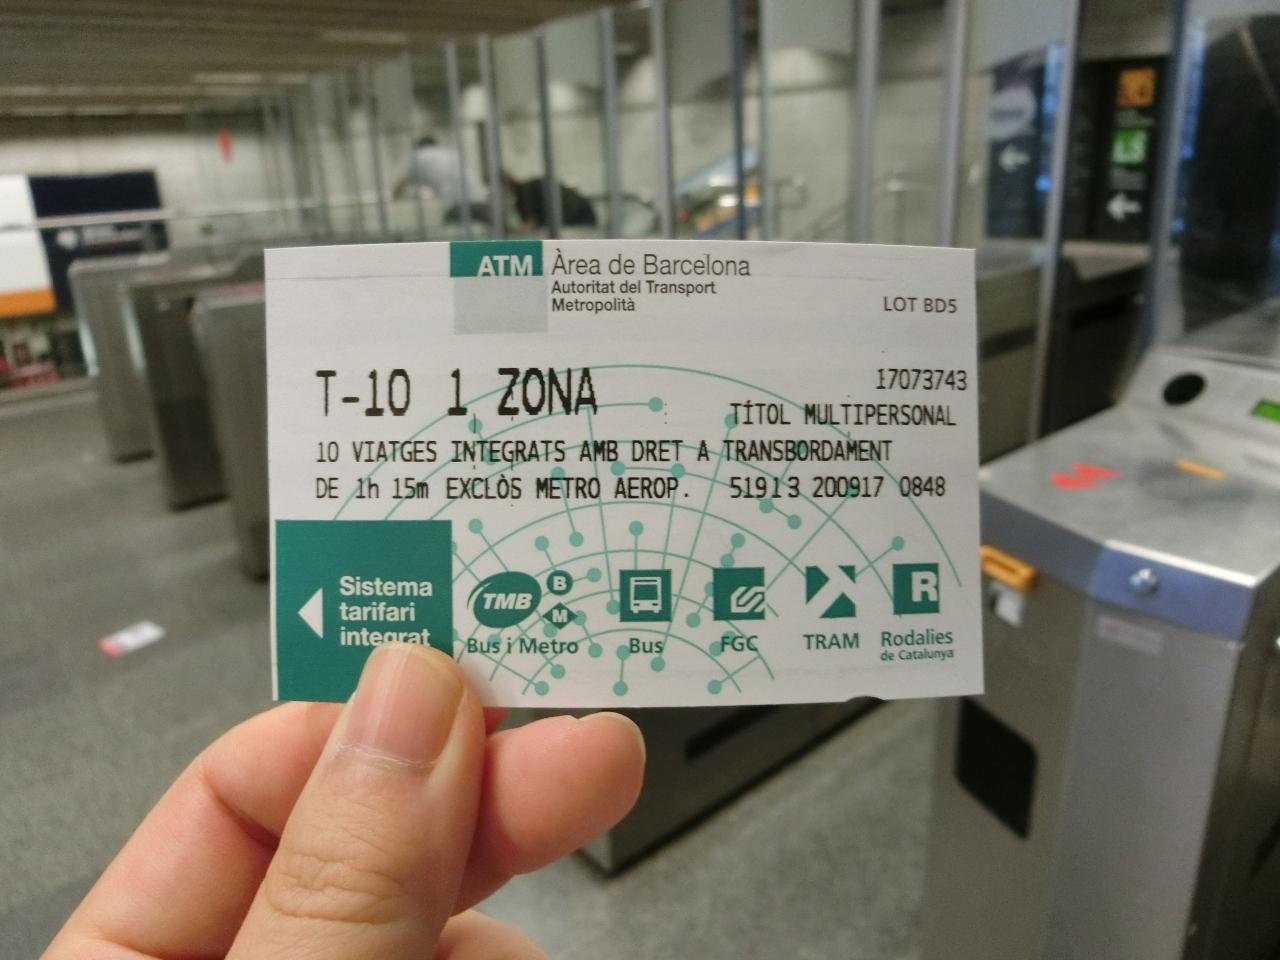 ATM Àrea de Barcelona
Autoritat del Transport
Metropolità
LOT BD5
T-10 1 ZONA
17073743
TÍTOL MULTIPERSONAL
10 VIATGES INTEGRATS AMB DRET A TRANSBORDAMENT
DE 1h 15m EXCLÒS METRO AEROP. 51913 200917 0848
Sistema
tarifari
integrat
TMB B M
Bus i Metro
Bus
FGC
TRAM
R
Rodalies
de Catalunya
L8